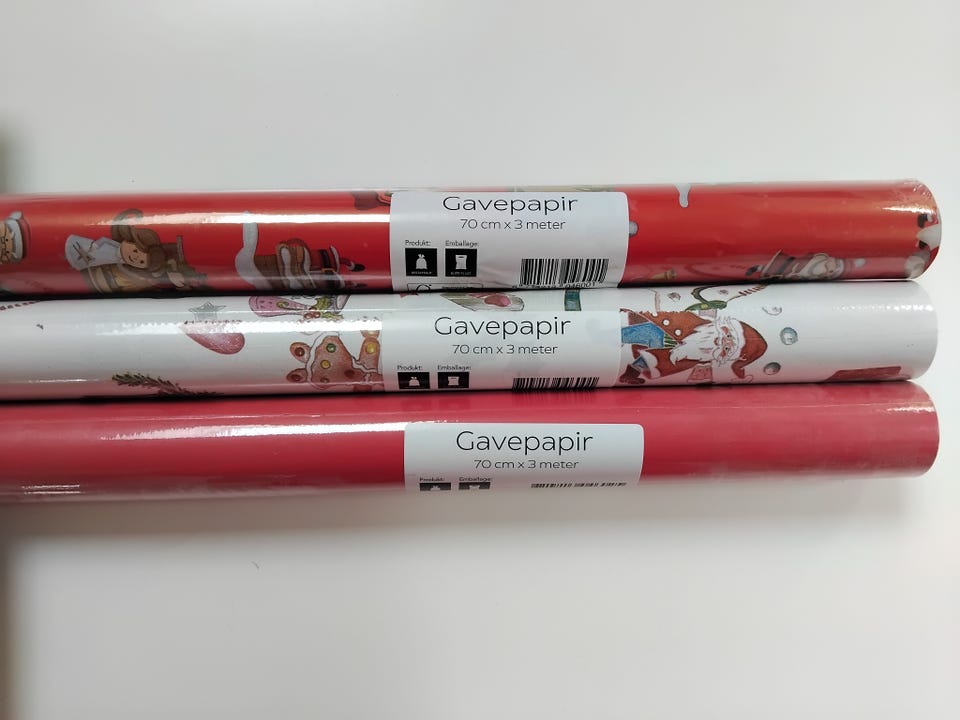 Gavepapir
70 cm x 3 meter
Produkt: Emballage:
Gavepapir
70 cm x 3 meter
Produkt: Emballage:
Gavepapir
70 cm x 3 meter
Produkt: Emballage: